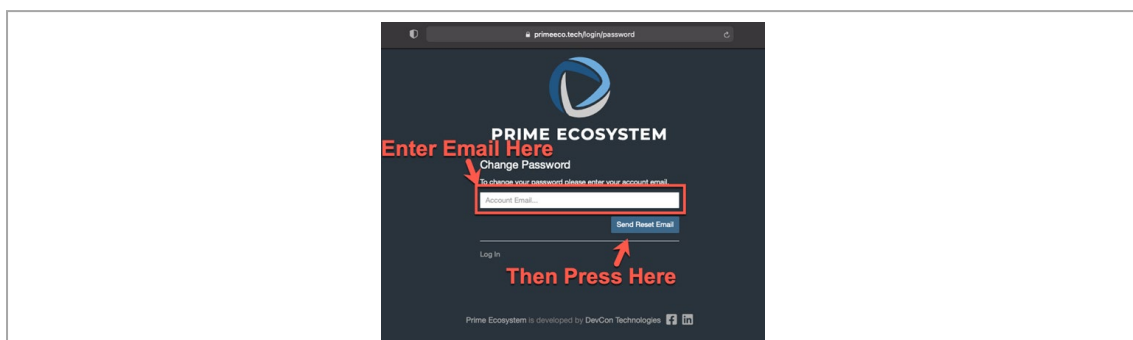 primeeco.tech/login/password
PRIME ECOSYSTEM
Enter Email Here
Change Password
To change your password please enter your account email.
Account Email...
Send Reset Email
Log In
Then Press Here
Prime Ecosystem is developed by DevCon Technologies